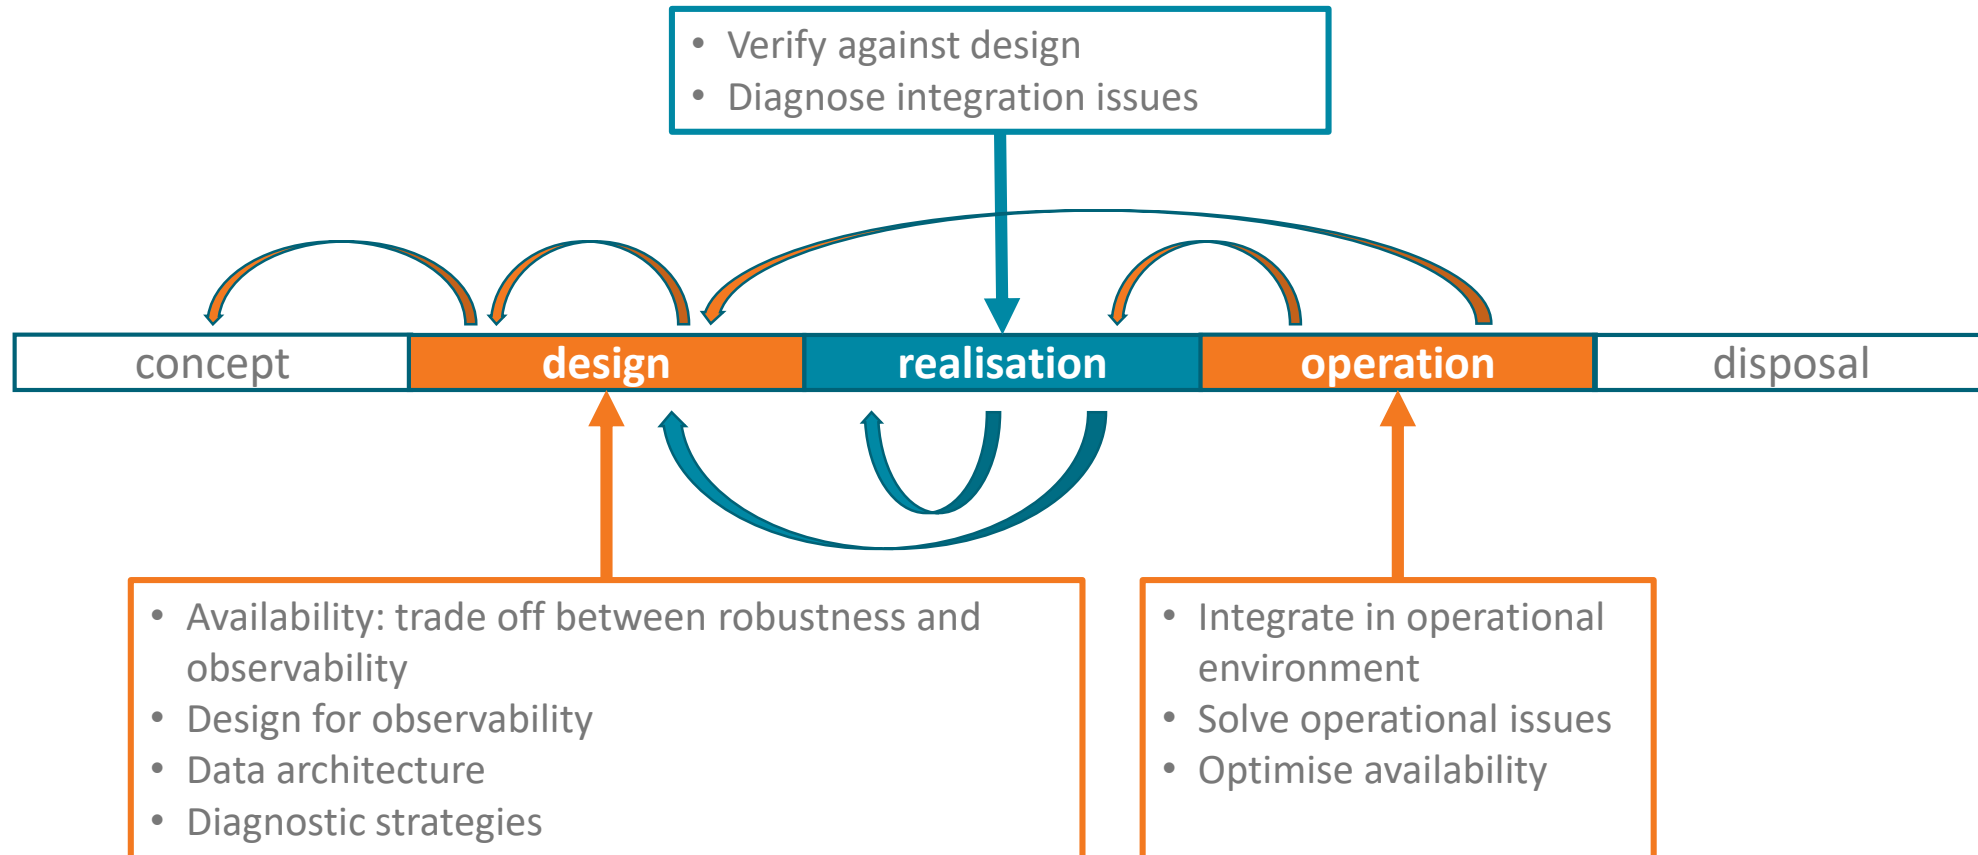 • Verify against design
• Diagnose integration issues
concept
design
realisation
operation
disposal
• Availability: trade off between robustness and
observability
• Design for observability
• Data architecture
• Diagnostic strategies
• Integrate in operational
environment
• Solve operational issues
• Optimise availability